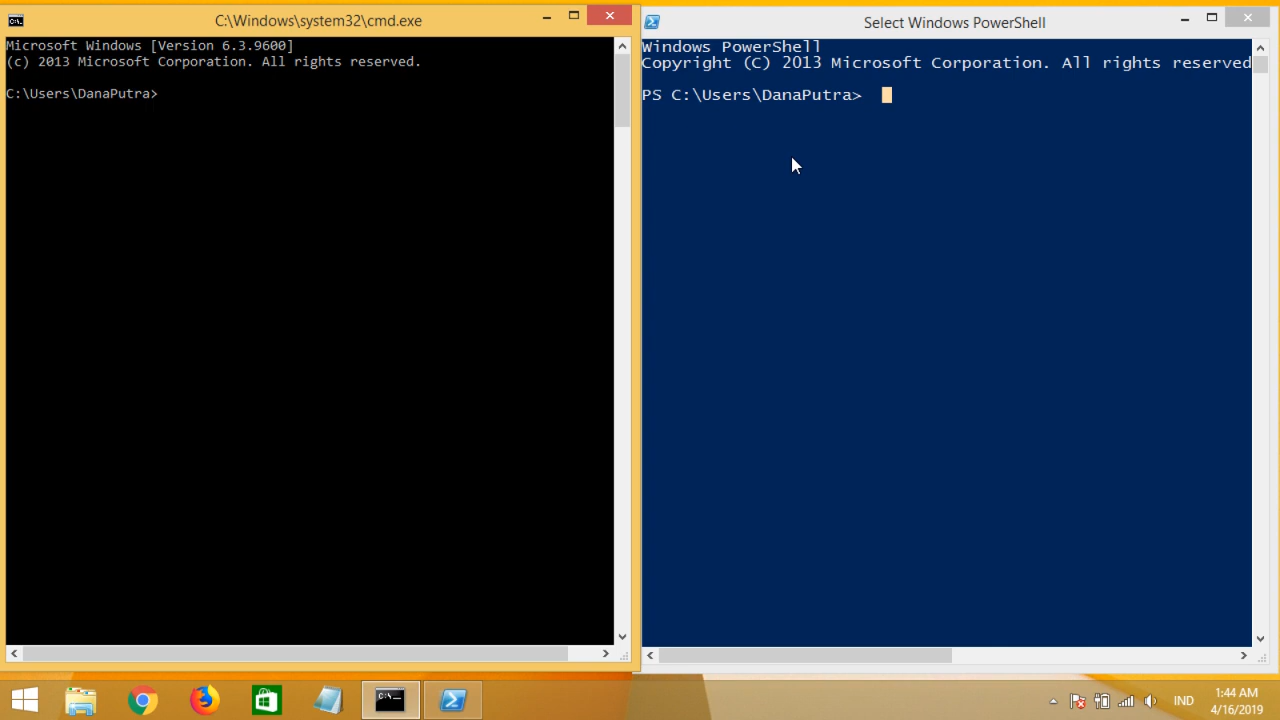 C:\Windows\system32\cmd.exe
Microsoft Windows [Version 6.3.9600]
(c) 2013 Microsoft Corporation. All rights reserved.
C:\Users\DanaPutra>
Select Windows PowerShell
Windows PowerShell
Copyright (C) 2013 Microsoft Corporation. All rights reserved
PS C:\Users\DanaPutra>
IND
1:44 AM
4/16/2019